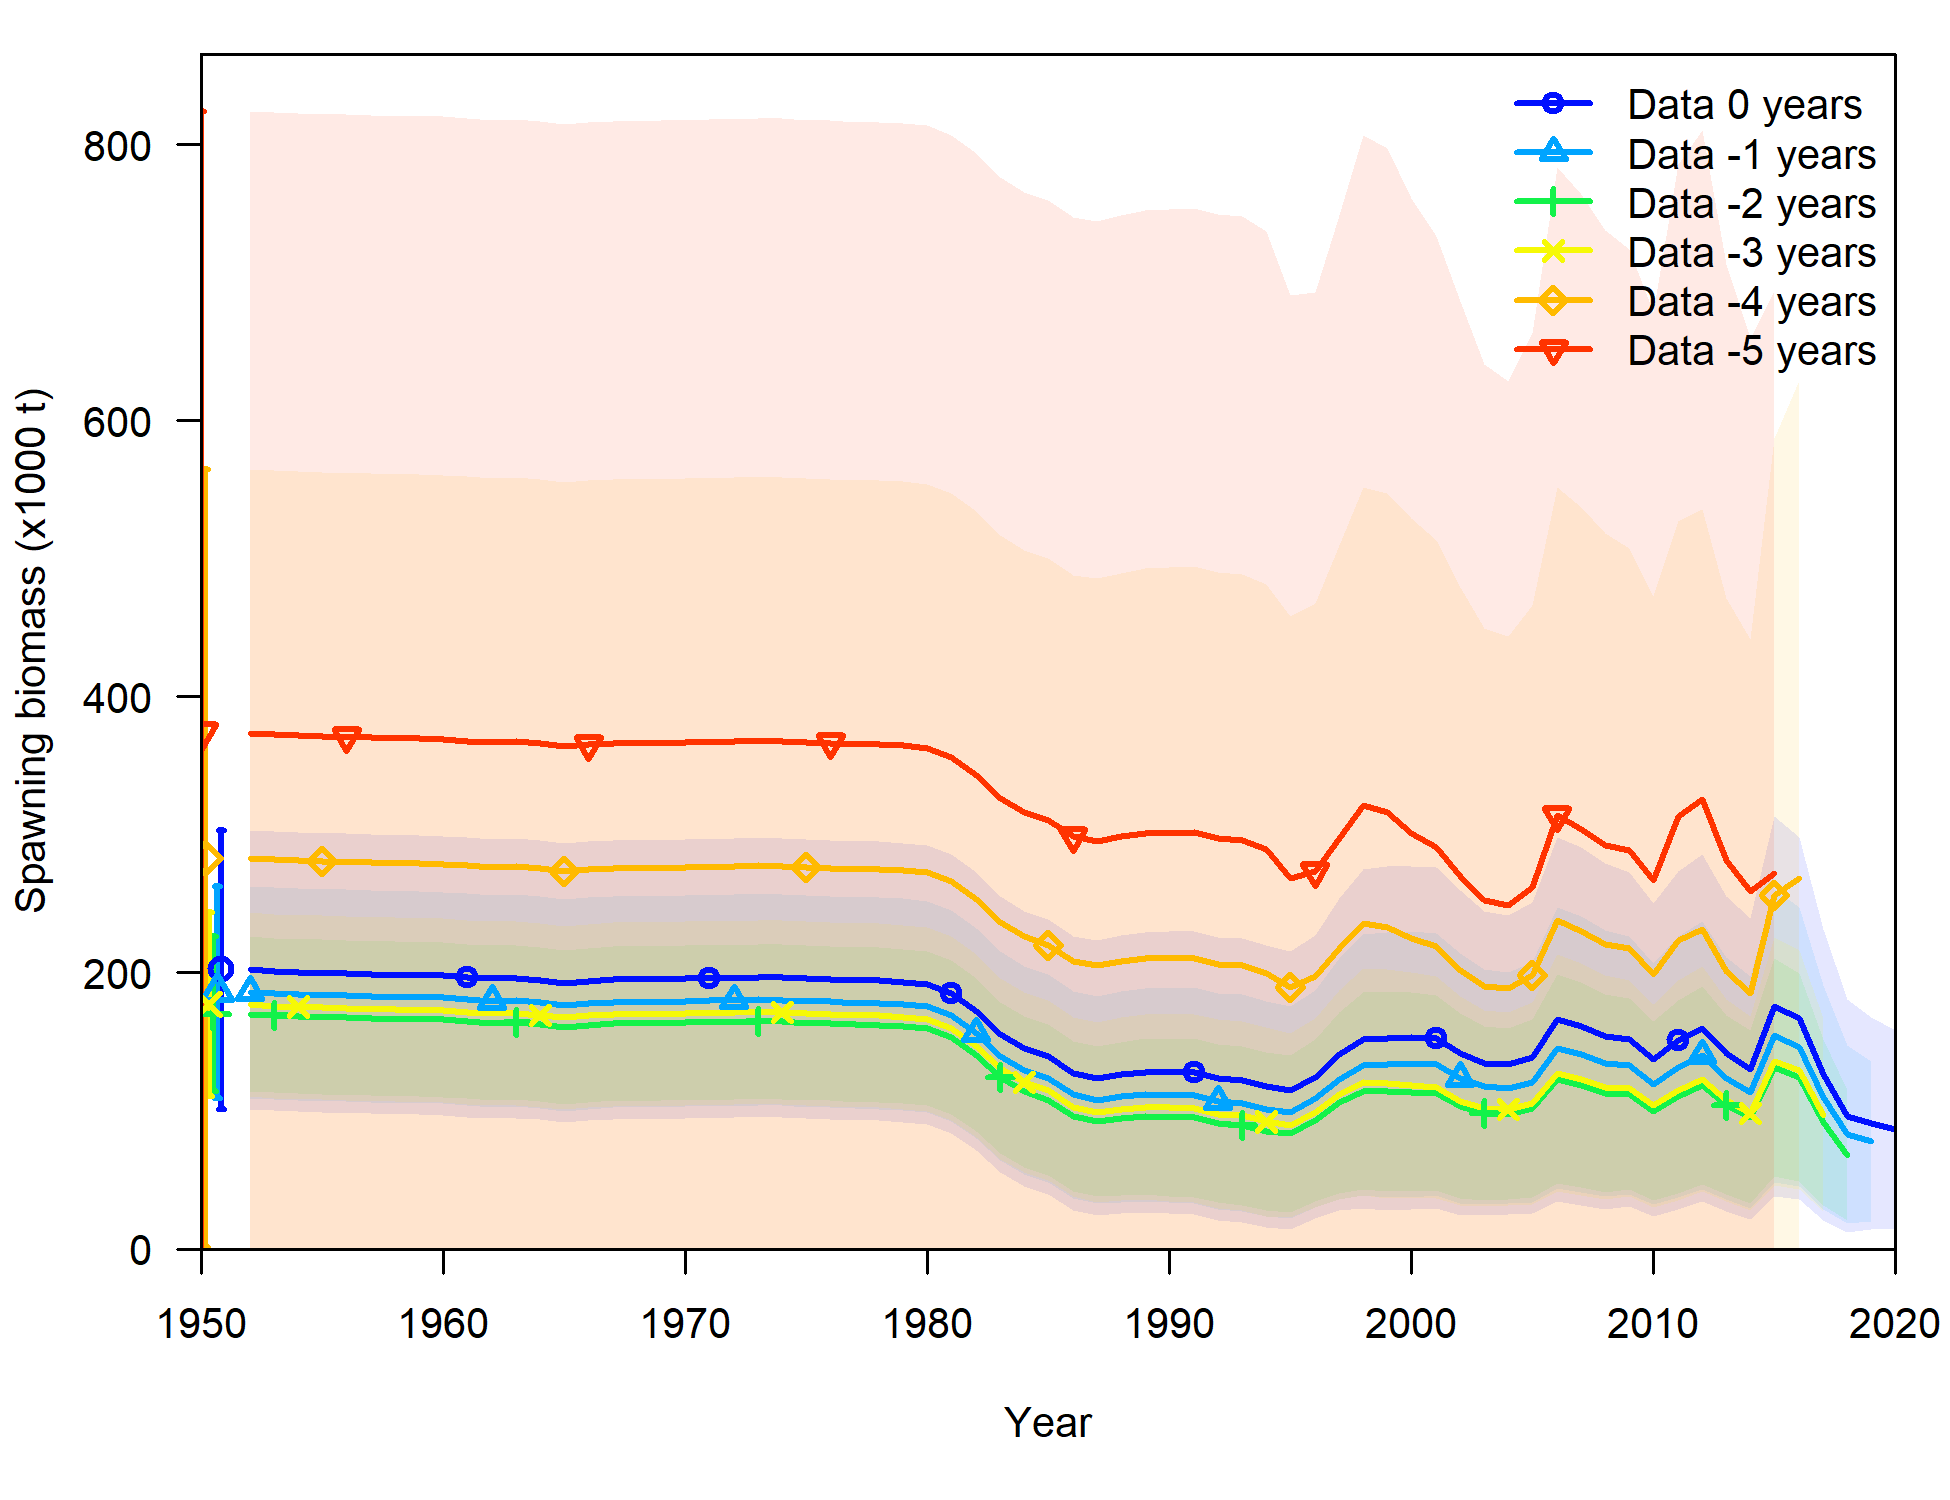 Data 0 years
Data -1 years
Data -2 years
Data -3 years
Data -4 years
Data -5 years
Spawning biomass (x1000 t)
800
600
400
200
0
1950 1960 1970 1980 1990 2000 2010 2020
Year